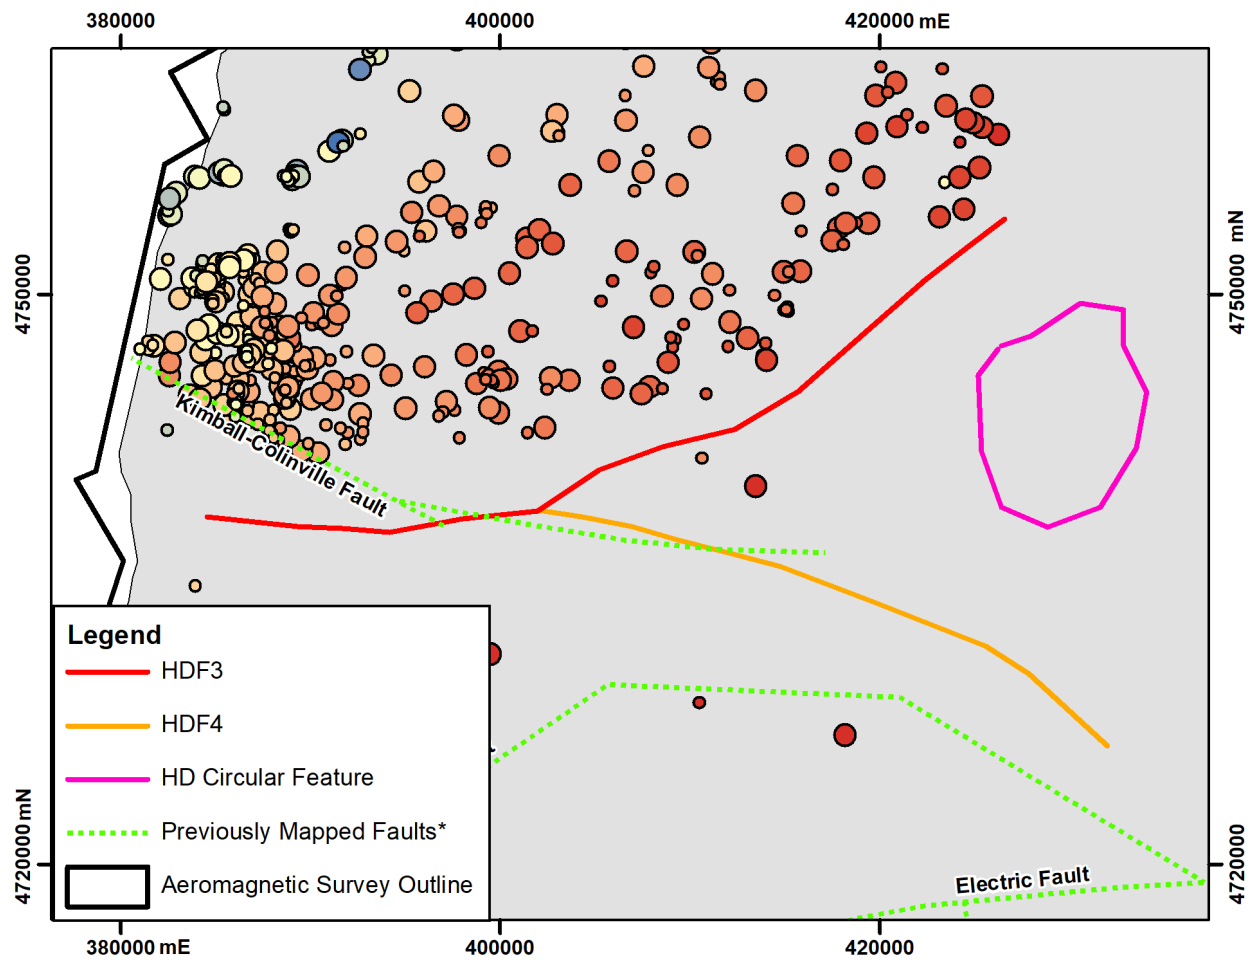 380000
400000
420000 mE
4750000
mN
4750000
Kimball-Colinville Fault
Legend
HDF3
HDF4
HD Circular Feature
Previously Mapped Faults*
Aeromagnetic Survey Outline
Electric Fault
4720000 mN
4720000
380000 mE
400000
420000